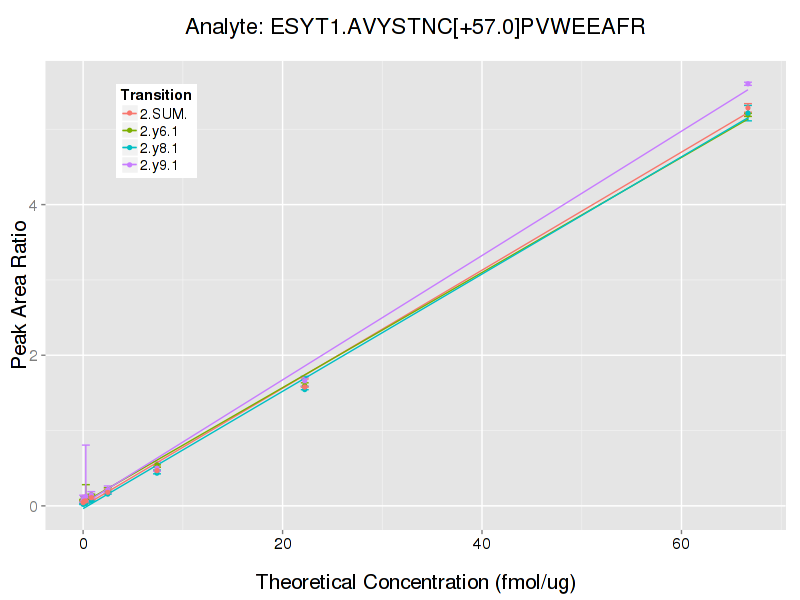 Analyte: ESYT1.AVYSTNC[+57.0]PVWEEAFR
Transition
2.SUM.
2.y6.1
2.y8.1
2.y9.1
4
2
0
Peak Area Ratio
0 20 40 60
Theoretical Concentration (fmol/ug)